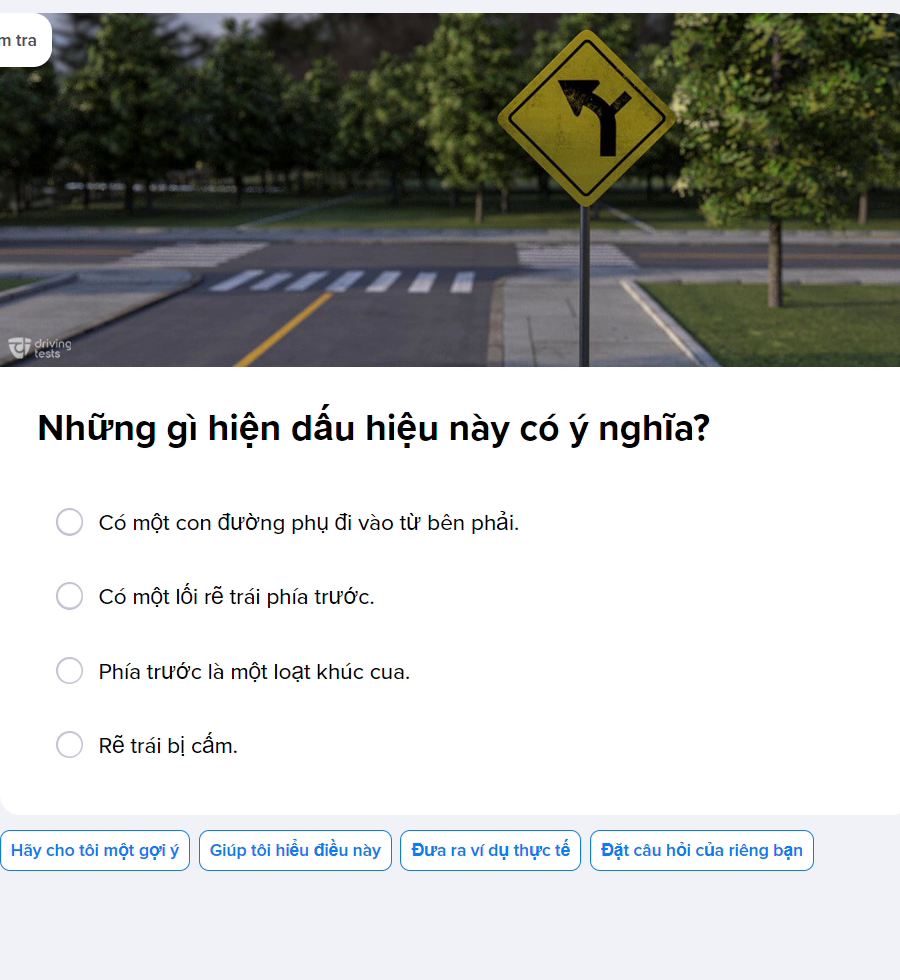 m tra
driving
tests
Những gì hiện dấu hiệu này có ý nghĩa?
Có một con đường phụ đi vào từ bên phải.
Có một lối rẽ trái phía trước.
Phía trước là một loạt khúc cua.
Rẽ trái bị cấm.
Hãy cho tôi một gợi ý
Giúp tôi hiểu điều này
Đưa ra ví dụ thực tế
Đặt câu hỏi của riêng bạn